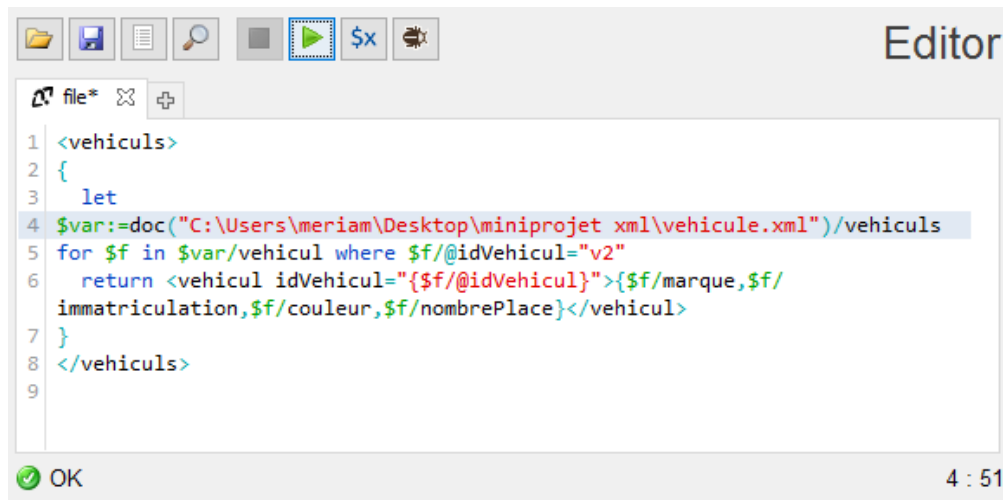 $x
Editor
file*
1 <vehiculs>
2 {
3   let
4 $var:=doc("C:\Users\meriam\Desktop\miniprojet xml\vehicule.xml")/vehiculs
5 for $f in $var/vehicul where $f/@idVehicul="v2"
6   return <vehicul idVehicul="{$f/@idVehicul}">{$f/marque,$f/
immatriculation,$f/couleur,$f/nombrePlace}</vehicul>
7 }
8 </vehiculs>
9
OK
4 : 51